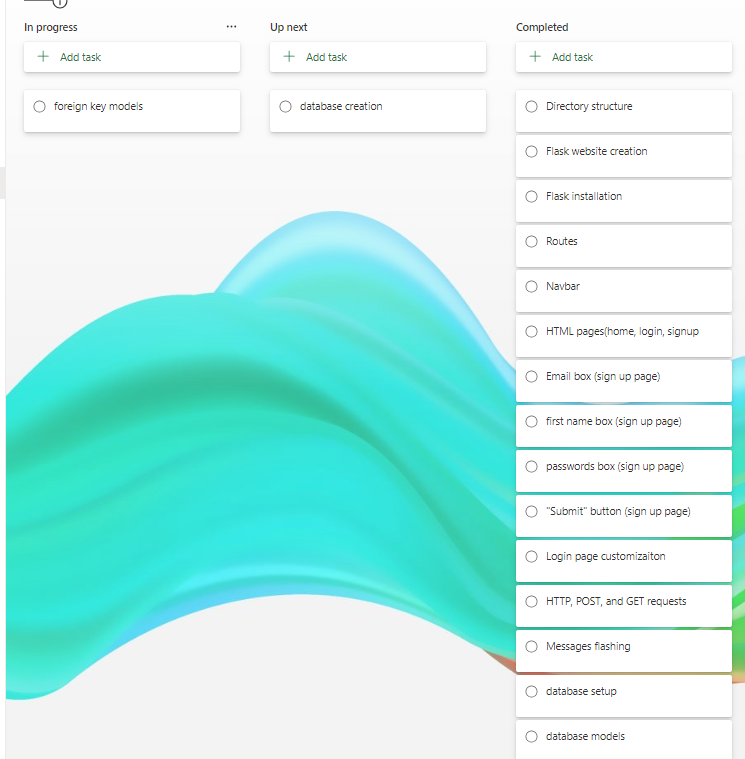 In progress
...
Add task
foreign key models
Up next
Add task
database creation
Completed
Add task
Directory structure
Flask website creation
Flask installation
Routes
Navbar
HTML pages(home, login, signup
Email box (sign up page)
first name box (sign up page)
passwords box (sign up page)
"Submit" button (sign up page)
Login page customizaiton
HTTP, POST, and GET requests
Messages flashing
database setup
database models